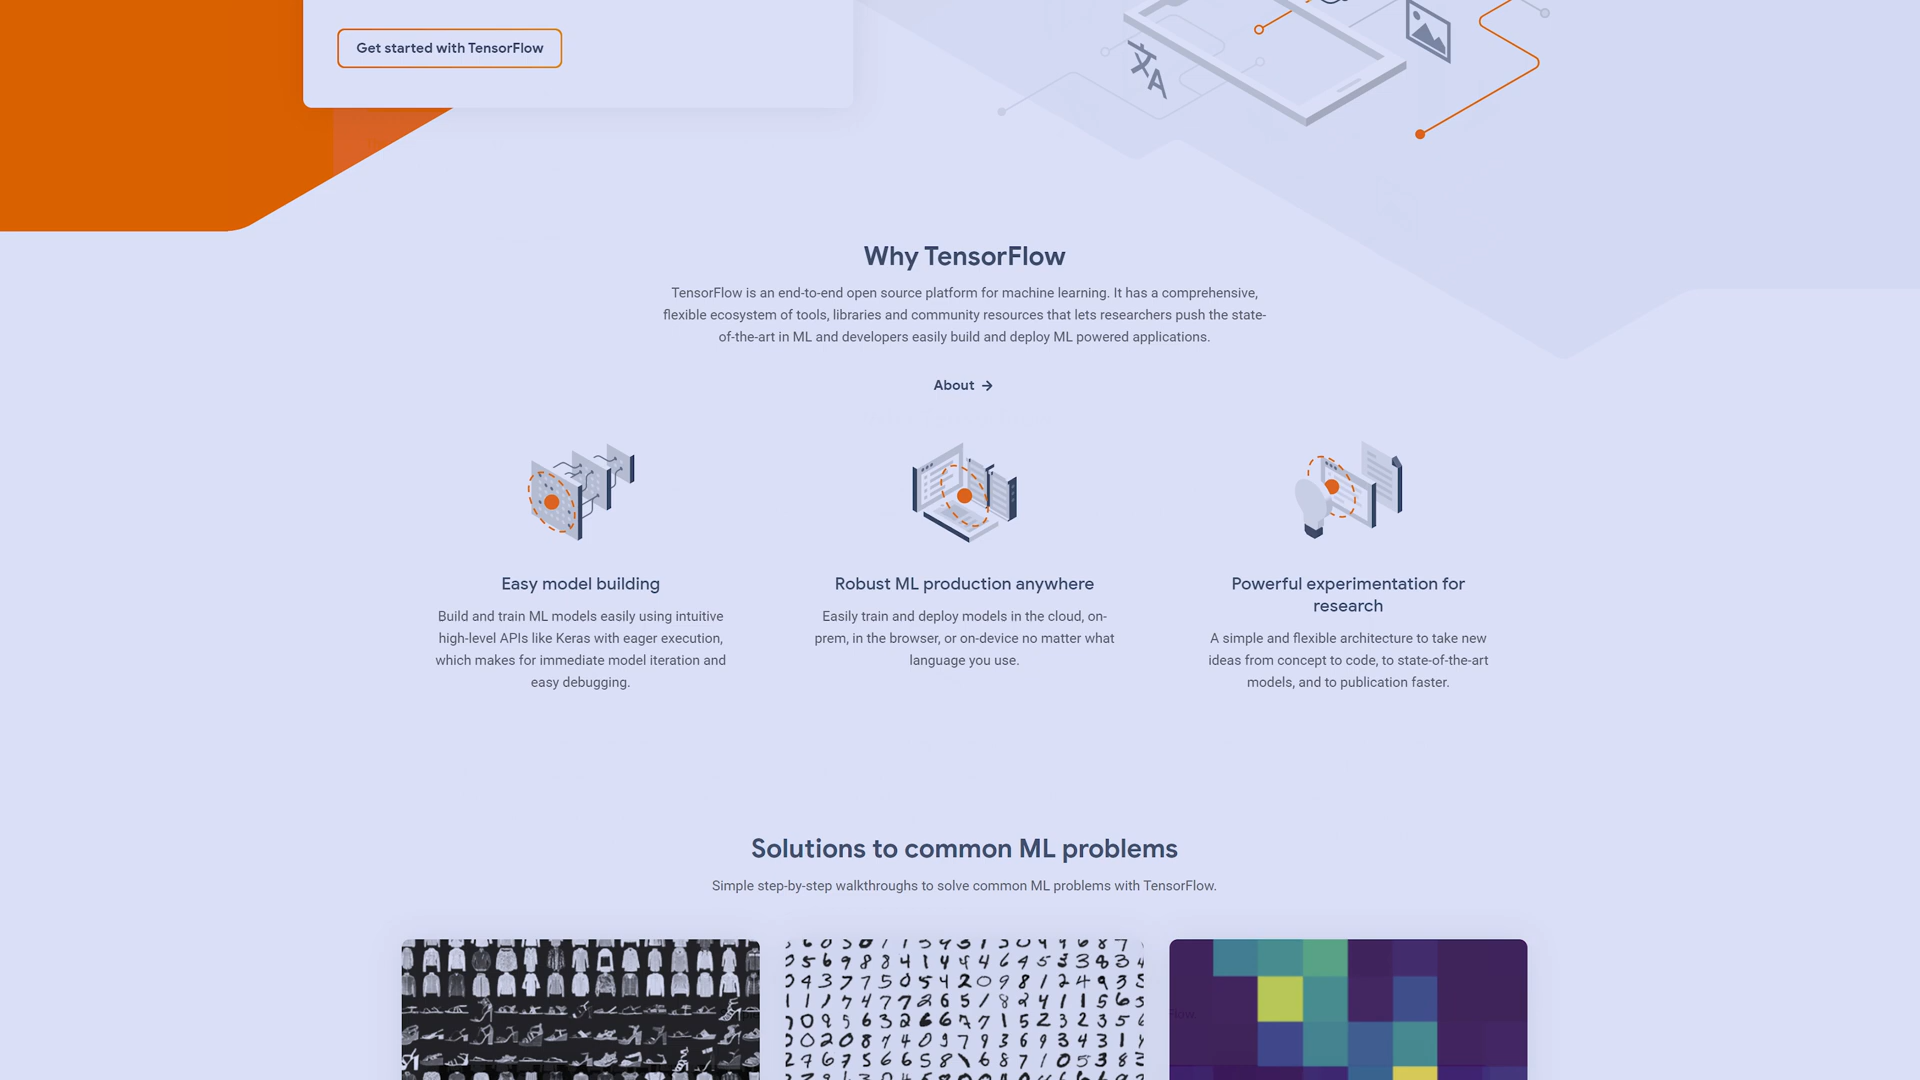 Get started with TensorFlow
Why TensorFlow
TensorFlow is an end-to-end open source platform for machine learning. It has a comprehensive,
flexible ecosystem of tools, libraries and community resources that lets researchers push the state-
of-the-art in ML and developers easily build and deploy ML powered applications.
About →
Easy model building
Build and train ML models easily using intuitive
high-level APIs like Keras with eager execution,
which makes for immediate model iteration and
easy debugging.
Robust ML production anywhere
Easily train and deploy models in the cloud, on-
prem, in the browser, or on-device no matter what
language you use.
Powerful experimentation for
research
A simple and flexible architecture to take new
ideas from concept to code, to state-of-the-art
models, and to publication faster.
Solutions to common ML problems
Simple step-by-step walkthroughs to solve common ML problems with TensorFlow.